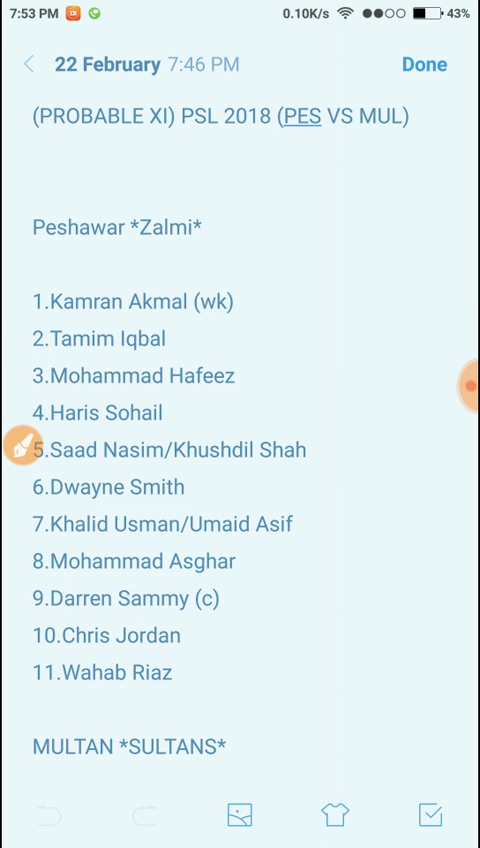 7:53 PM 0.10K/s 43%
22 February 7:46 PM Done
(PROBABLE XI) PSL 2018 (PES VS MUL)
Peshawar *Zalmi*
1.Kamran Akmal (wk)
2.Tamim Iqbal
3.Mohammad Hafeez
4.Haris Sohail
5.Saad Nasim/Khushdil Shah
6.Dwayne Smith
7.Khalid Usman/Umaid Asif
8.Mohammad Asghar
9.Darren Sammy (c)
10.Chris Jordan
11.Wahab Riaz
MULTAN *SULTANS*